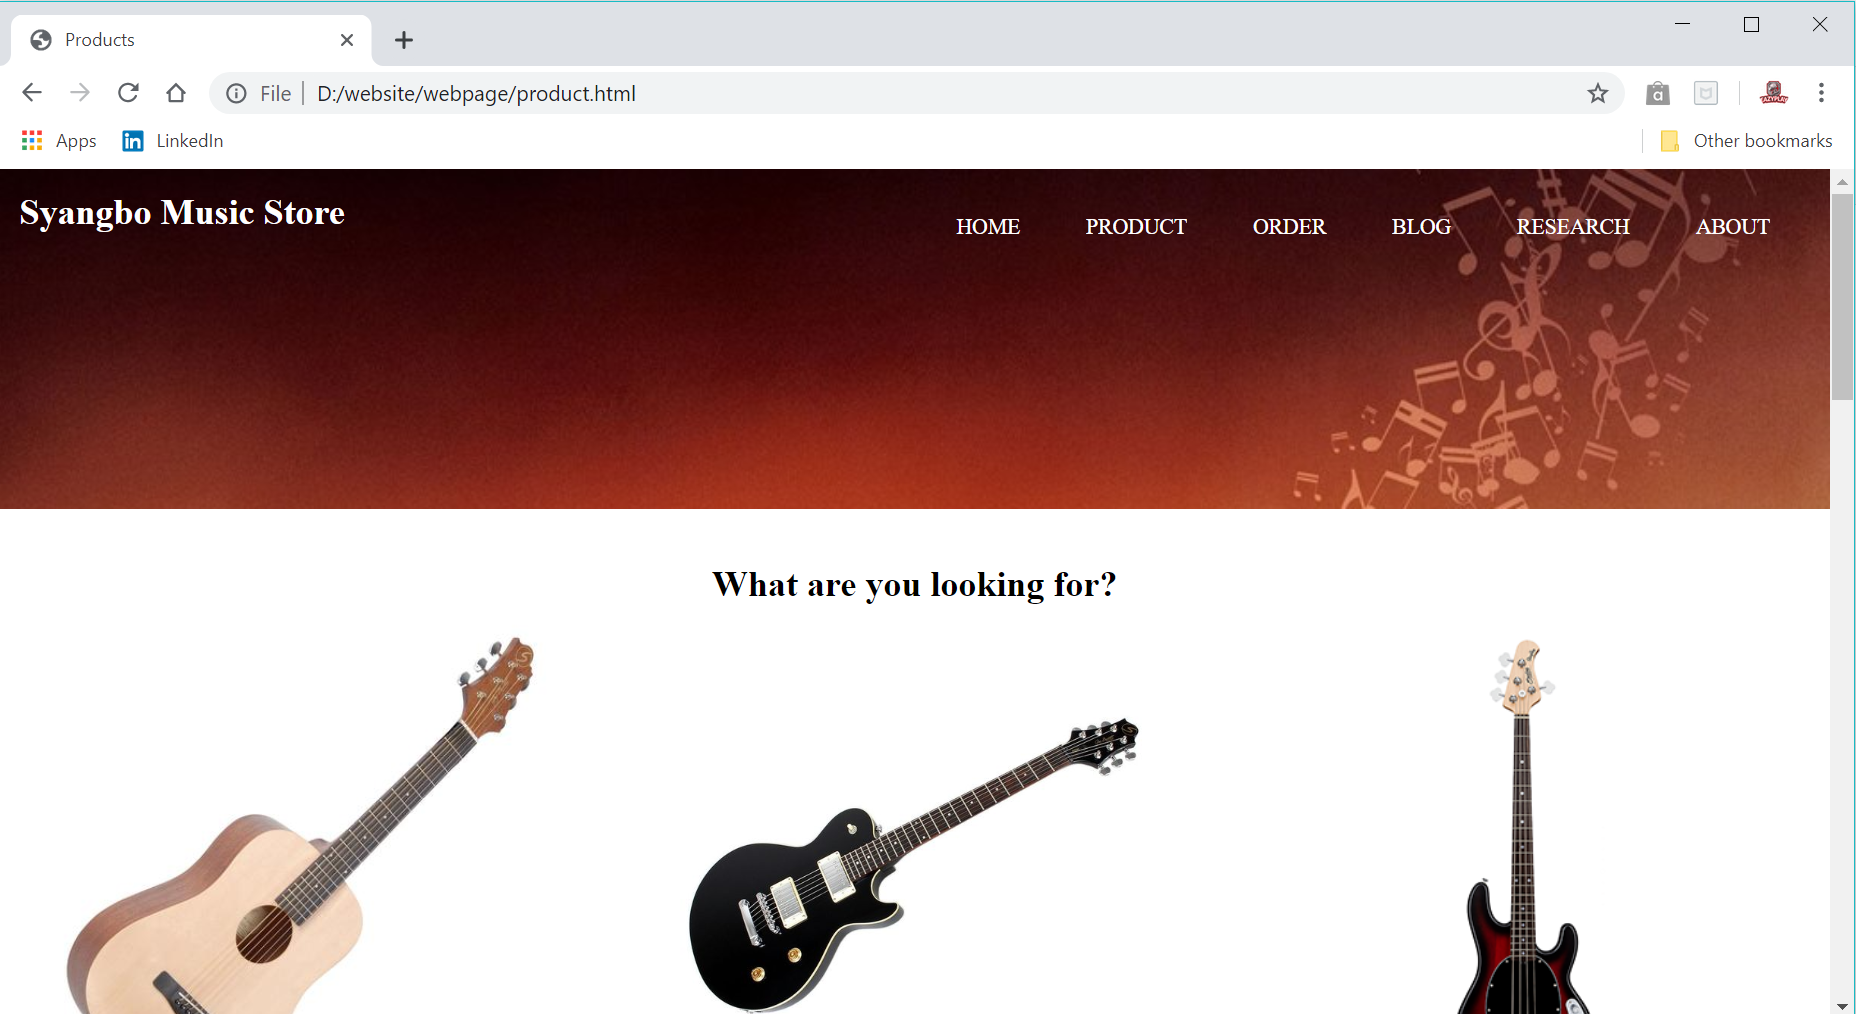 Products
File
D:/website/webpage/product.html
Apps
LinkedIn
Other bookmarks
Syangbo Music Store
HOME PRODUCT ORDER BLOG RESEARCH ABOUT
What are you looking for?